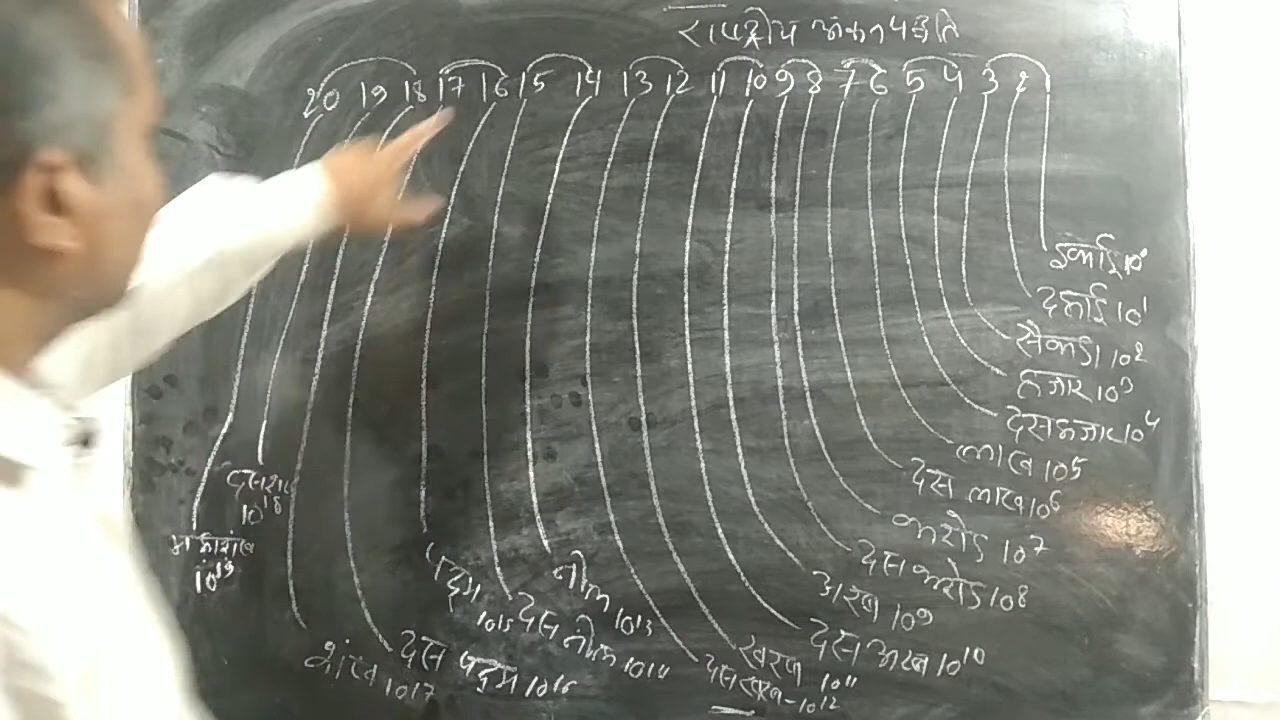 राष्ट्रीय अंकन पद्धति
20 19 18 17 16 15 14 13 12 11 10 9 8 7 6 5 4 3 2 1
इकाई 10⁰
दहाई 10¹
सैकड़ा 10²
हजार 10³
दस हजार 10⁴
लाख 10⁵
दस लाख 10⁶
करोड 10⁷
दस करोड 10⁸
अरब 10⁹
दस अरब 10¹⁰
खरब 10¹¹
दस खरब-10¹²
नील 10¹³
दस नील 10¹⁴
पद्म 10¹⁵
दस पद्म 10¹⁶
शंख 10¹⁷
दस शंख 10¹⁸
महाशंख 10¹⁹